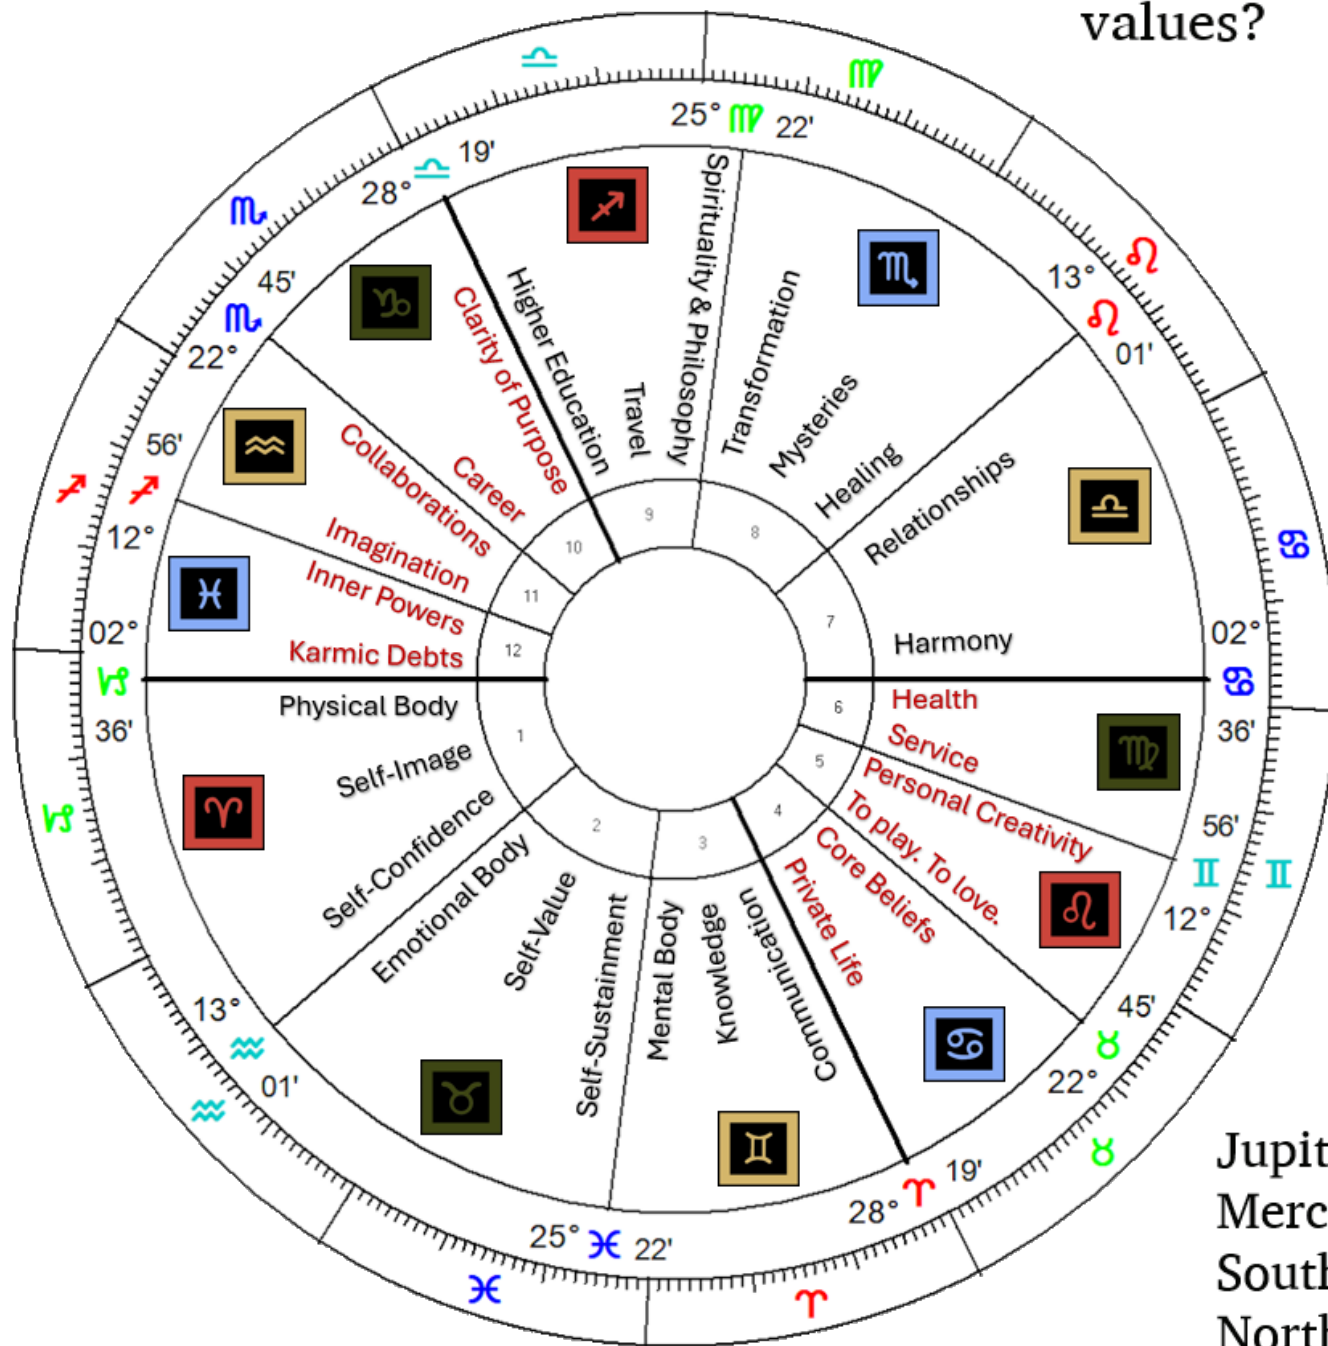 values?
25° ♍ 22'
28° ♎ 19'
22° ♏ 45'
13° ♌ 01'
56' ♐ 12°
02° ♑ 36'
02° ♋ 36'
56' ♊ 12°
13° ♒ 01'
45' ♉ 22°
28° ♈ 19'
25° ♓ 22'
Spirituality & Philosophy
Travel
Higher Education
Clarity of Purpose
Career
Collaborations
Imagination
Inner Powers
Karmic Debts
Physical Body
Self-Image
Self-Confidence
Emotional Body
Self-Value
Self-Sustainment
Mental Body
Knowledge
Communication
Private Life
Core Beliefs
To play. To love.
Personal Creativity
Service
Health
Harmony
Relationships
Healing
Mysteries
Transformation
1
2
3
4
5
6
7
8
9
10
11
12
Jupit
Merc
South
North